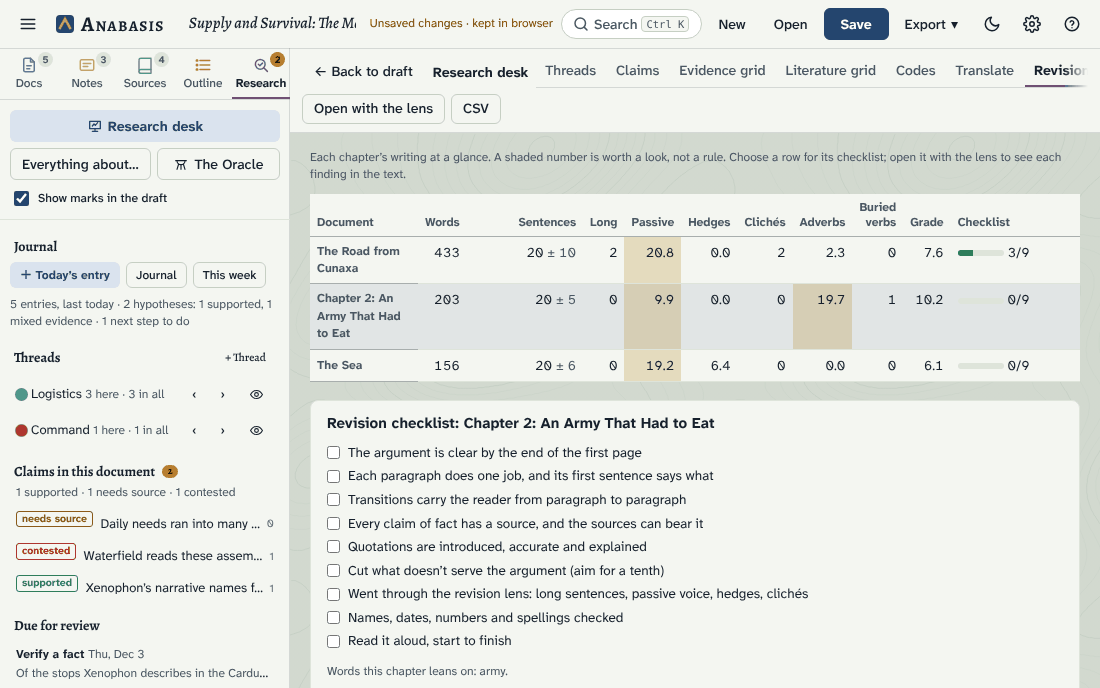 Anabasis
Supply and Survival: The M
Unsaved changes · kept in browser
Search Ctrl K
New
Open
Save
Export ▾
5
Docs
3
Notes
4
Sources
Outline
2
Research
Research desk
Everything about…
The Oracle
Show marks in the draft
Journal
+ Today's entry
Journal
This week
5 entries, last today · 2 hypotheses: 1 supported, 1
mixed evidence · 1 next step to do
Threads
+ Thread
Logistics 3 here · 3 in all ‹ ›
Command 1 here · 1 in all ‹ ›
Claims in this document 2
1 supported · 1 needs source · 1 contested
needs source Daily needs ran into many … 0
contested Waterfield reads these assem… 1
supported Xenophon's narrative names f… 1
Due for review
Verify a fact Thu, Dec 3
Of the stops Xenophon describes in the Cardu…
← Back to draft
Research desk
Threads
Claims
Evidence grid
Literature grid
Codes
Translate
Revision
Open with the lens
CSV
Each chapter's writing at a glance. A shaded number is worth a look, not a rule. Choose a row for its checklist; open it with the lens to see each
finding in the text.
Document Words Sentences Long Passive Hedges Clichés Adverbs Buried verbs Grade Checklist
The Road from Cunaxa 433 20 ± 10 2 20.8 0.0 2 2.3 0 7.6 3/9
Chapter 2: An Army That Had to Eat 203 20 ± 5 0 9.9 0.0 0 19.7 1 10.2 0/9
The Sea 156 20 ± 6 0 19.2 6.4 0 0.0 0 6.1 0/9
Revision checklist: Chapter 2: An Army That Had to Eat
The argument is clear by the end of the first page
Each paragraph does one job, and its first sentence says what
Transitions carry the reader from paragraph to paragraph
Every claim of fact has a source, and the sources can bear it
Quotations are introduced, accurate and explained
Cut what doesn't serve the argument (aim for a tenth)
Went through the revision lens: long sentences, passive voice, hedges, clichés
Names, dates, numbers and spellings checked
Read it aloud, start to finish
Words this chapter leans on: army.